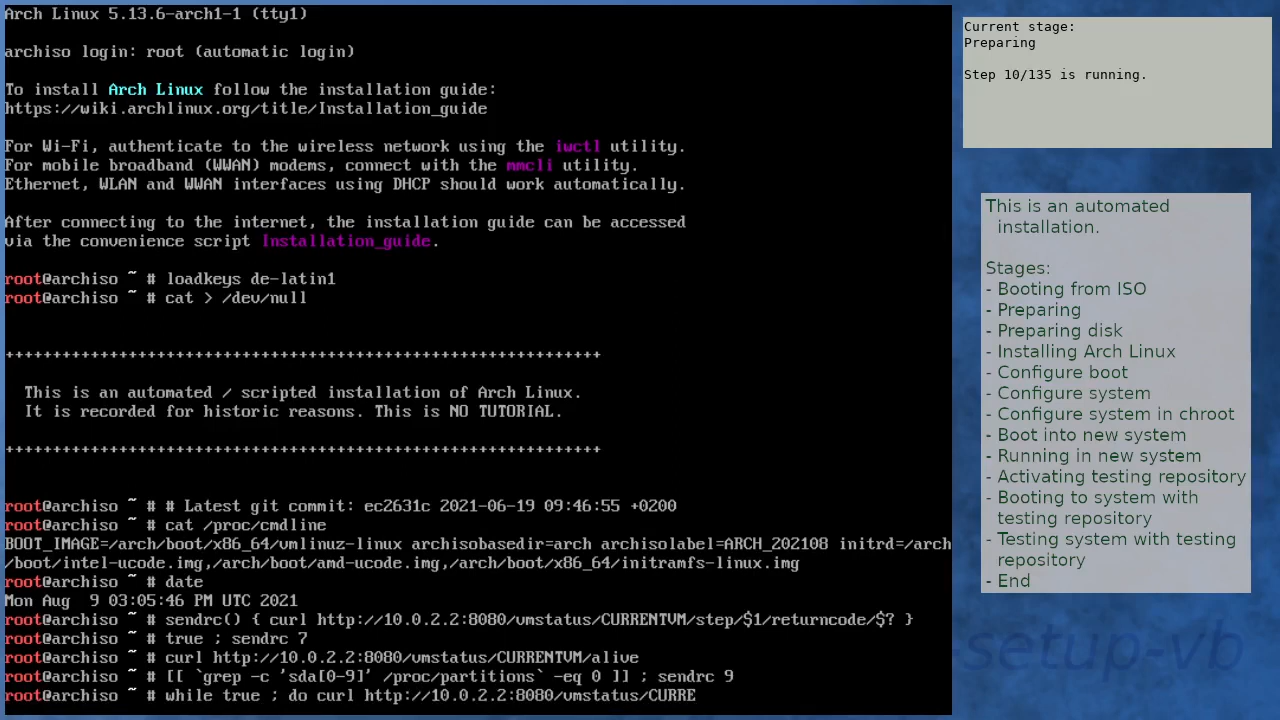 Arch Linux 5.13.6-arch1-1 (tty1)
archiso login: root (automatic login)
To install Arch Linux follow the installation guide:
https://wiki.archlinux.org/title/Installation_guide
For Wi-Fi, authenticate to the wireless network using the iwctl utility.
For mobile broadband (WWAN) modems, connect with the mmcli utility.
Ethernet, WLAN and WWAN interfaces using DHCP should work automatically.
After connecting to the internet, the installation guide can be accessed
via the convenience script Installation_guide.
root@archiso ~ # loadkeys de-latin1
root@archiso ~ # cat > /dev/null
+++++++++++++++++++++++++++++++++++++++++++++++++++++++++++++++
This is an automated / scripted installation of Arch Linux.
It is recorded for historic reasons. This is NO TUTORIAL.
+++++++++++++++++++++++++++++++++++++++++++++++++++++++++++++++
root@archiso ~ # # Latest git commit: ec2631c 2021-06-19 09:46:55 +0200
root@archiso ~ # cat /proc/cmdline
BOOT_IMAGE=/arch/boot/x86_64/vmlinuz-linux archisobasedir=arch archisolabel=ARCH_202108 initrd=/arch
/boot/intel-ucode.img,/arch/boot/amd-ucode.img,/arch/boot/x86_64/initramfs-linux.img
root@archiso ~ # date
Mon Aug  9 03:05:46 PM UTC 2021
root@archiso ~ # sendrc() { curl http://10.0.2.2:8080/vmstatus/CURRENTVM/step/$1/returncode/$? }
root@archiso ~ # true ; sendrc 7
root@archiso ~ # curl http://10.0.2.2:8080/vmstatus/CURRENTVM/alive
root@archiso ~ # [[ `grep -c 'sda[0-9]' /proc/partitions` -eq 0 ]] ; sendrc 9
root@archiso ~ # while true ; do curl http://10.0.2.2:8080/vmstatus/CURRE
Current stage:
Preparing
Step 10/135 is running.
This is an automated
installation.
Stages:
- Booting from ISO
- Preparing
- Preparing disk
- Installing Arch Linux
- Configure boot
- Configure system
- Configure system in chroot
- Boot into new system
- Running in new system
- Activating testing repository
- Booting to system with
testing repository
- Testing system with testing
repository
- End
-setup-vb